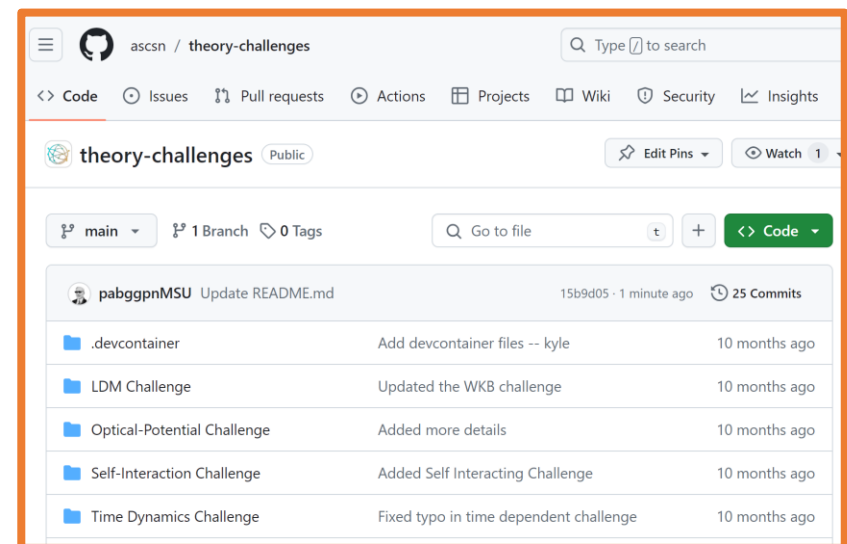 ascsn / theory-challenges
Type / to search
<> Code Issues Pull requests Actions Projects Wiki Security Insights
theory-challenges Public
Edit Pins Watch 1
main 1 Branch 0 Tags
Go to file t + <> Code
pabggpnMSU Update README.md 15b9d05 · 1 minute ago 25 Commits
.devcontainer Add devcontainer files -- kyle 10 months ago
LDM Challenge Updated the WKB challenge 10 months ago
Optical-Potential Challenge Added more details 10 months ago
Self-Interaction Challenge Added Self Interacting Challenge 10 months ago
Time Dynamics Challenge Fixed typo in time dependent challenge 10 months ago